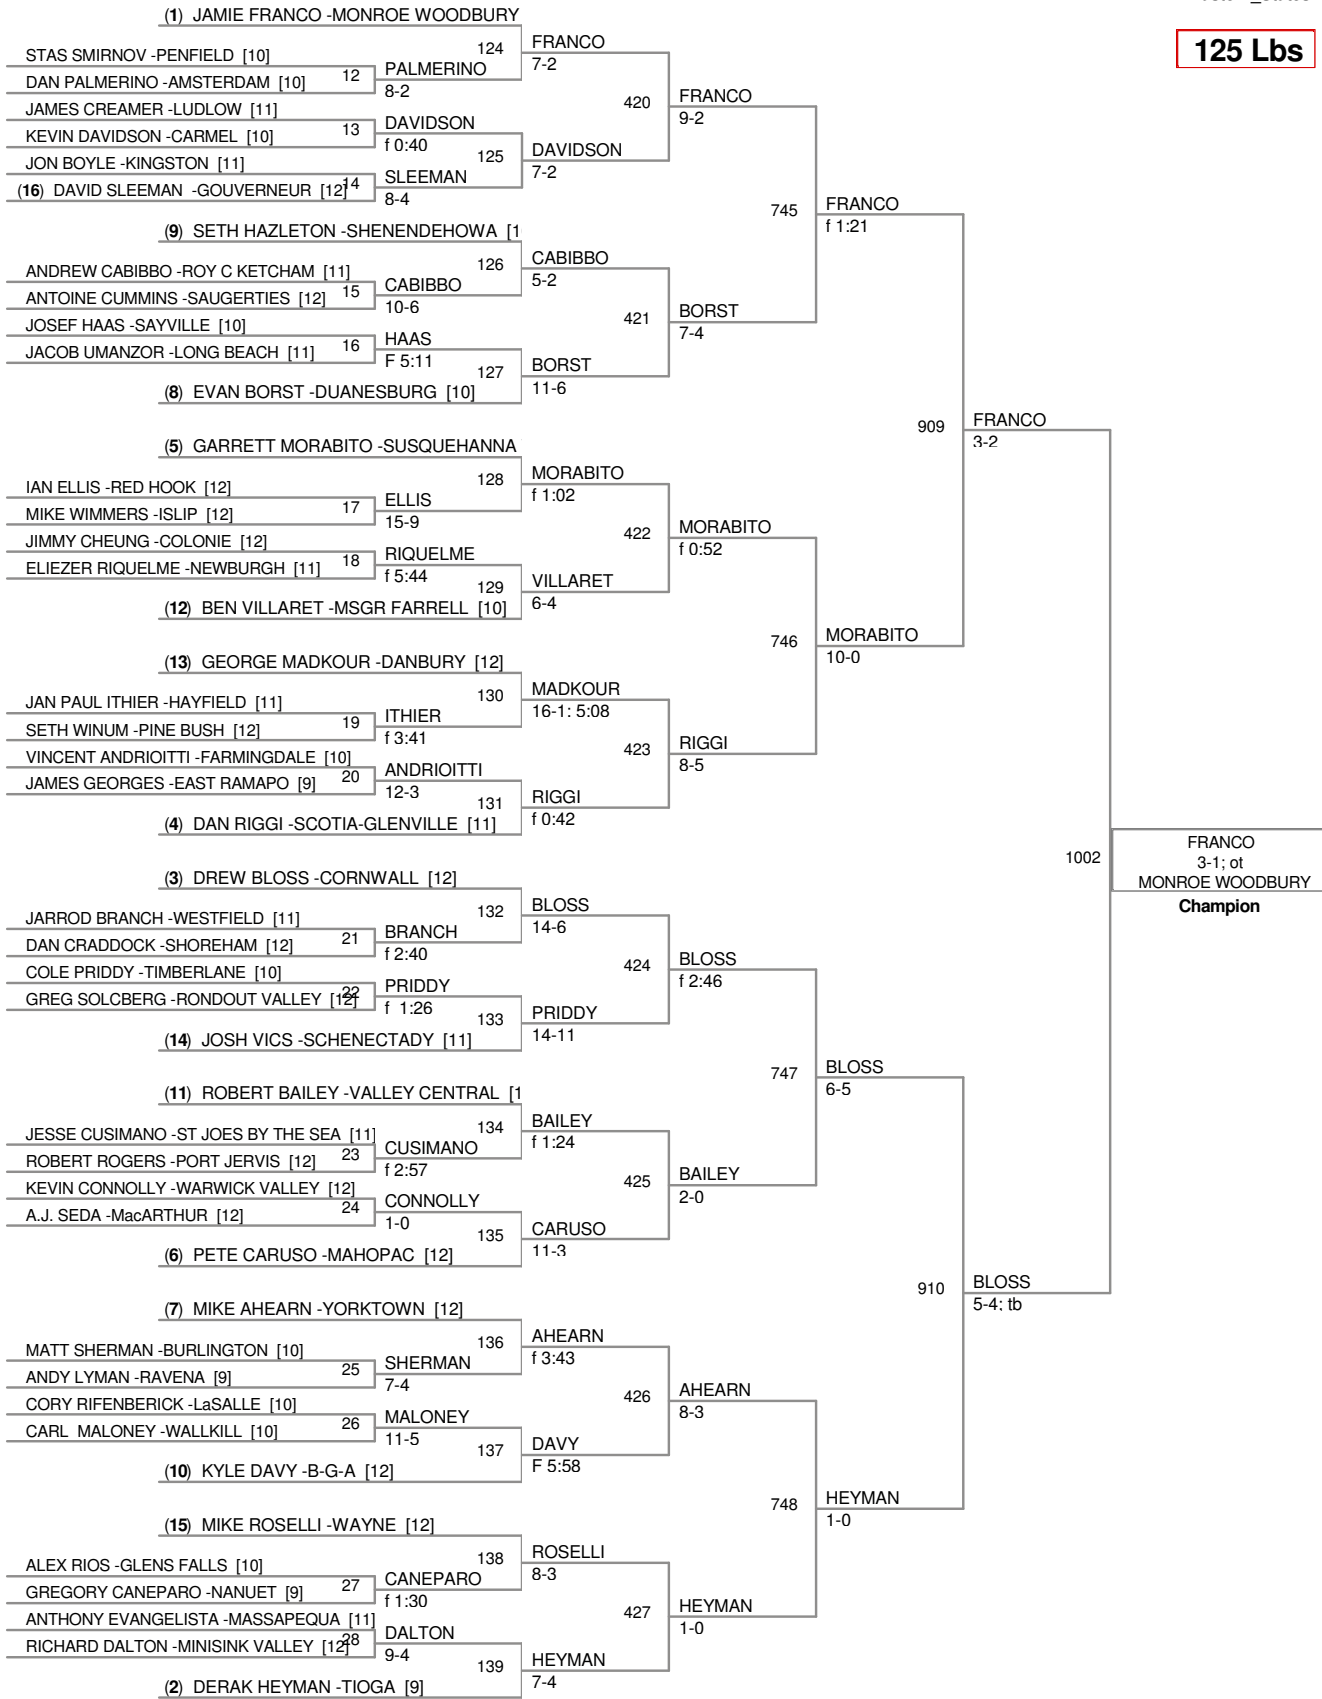 (1) JAMIE FRANCO -MONROE WOODBURY
125 Lbs
124 FRANCO
7-2
STAS SMIRNOV -PENFIELD [10]
12 PALMERINO
8-2
DAN PALMERINO -AMSTERDAM [10]
420 FRANCO
9-2
JAMES CREAMER -LUDLOW [11]
13 DAVIDSON
f 0:40
KEVIN DAVIDSON -CARMEL [10]
125 DAVIDSON
7-2
JON BOYLE -KINGSTON [11]
14 SLEEMAN
8-4
(16) DAVID SLEEMAN -GOUVERNEUR [12]
745 FRANCO
f 1:21
(9) SETH HAZLETON -SHENENDEHOWA [1
126 CABIBBO
5-2
ANDREW CABIBBO -ROY C KETCHAM [11]
15 CABIBBO
10-6
ANTOINE CUMMINS -SAUGERTIES [12]
421 BORST
7-4
JOSEF HAAS -SAYVILLE [10]
16 HAAS
F 5:11
JACOB UMANZOR -LONG BEACH [11]
127 BORST
11-6
(8) EVAN BORST -DUANESBURG [10]
909 FRANCO
3-2
(5) GARRETT MORABITO -SUSQUEHANNA
128 MORABITO
f 1:02
IAN ELLIS -RED HOOK [12]
17 ELLIS
15-9
MIKE WIMMERS -ISLIP [12]
422 MORABITO
f 0:52
JIMMY CHEUNG -COLONIE [12]
18 RIQUELME
f 5:44
ELIEZER RIQUELME -NEWBURGH [11]
129 VILLARET
6-4
(12) BEN VILLARET -MSGR FARRELL [10]
746 MORABITO
10-0
(13) GEORGE MADKOUR -DANBURY [12]
130 MADKOUR
16-1; 5:08
JAN PAUL ITHIER -HAYFIELD [11]
19 ITHIER
f 3:41
SETH WINUM -PINE BUSH [12]
423 RIGGI
8-5
VINCENT ANDRIOITTI -FARMINGDALE [10]
20 ANDRIOITTI
12-3
JAMES GEORGES -EAST RAMAPO [9]
131 RIGGI
f 0:42
(4) DAN RIGGI -SCOTIA-GLENVILLE [11]
1002 FRANCO
3-1; ot
MONROE WOODBURY
Champion
(3) DREW BLOSS -CORNWALL [12]
132 BLOSS
14-6
JARROD BRANCH -WESTFIELD [11]
21 BRANCH
f 2:40
DAN CRADDOCK -SHOREHAM [12]
424 BLOSS
f 2:46
COLE PRIDDY -TIMBERLANE [10]
22 PRIDDY
f 1:26
GREG SOLCBERG -RONDOUT VALLEY [12]
133 PRIDDY
14-11
(14) JOSH VICS -SCHENECTADY [11]
747 BLOSS
6-5
(11) ROBERT BAILEY -VALLEY CENTRAL [1
134 BAILEY
f 1:24
JESSE CUSIMANO -ST JOES BY THE SEA [11]
23 CUSIMANO
f 2:57
ROBERT ROGERS -PORT JERVIS [12]
425 BAILEY
2-0
KEVIN CONNOLLY -WARWICK VALLEY [12]
24 CONNOLLY
1-0
A.J. SEDA -MacARTHUR [12]
135 CARUSO
11-3
(6) PETE CARUSO -MAHOPAC [12]
910 BLOSS
5-4; tb
(7) MIKE AHEARN -YORKTOWN [12]
136 AHEARN
f 3:43
MATT SHERMAN -BURLINGTON [10]
25 SHERMAN
7-4
ANDY LYMAN -RAVENA [9]
426 AHEARN
8-3
CORY RIFENBERICK -LaSALLE [10]
26 MALONEY
11-5
CARL MALONEY -WALLKILL [10]
137 DAVY
F 5:58
(10) KYLE DAVY -B-G-A [12]
748 HEYMAN
1-0
(15) MIKE ROSELLI -WAYNE [12]
138 ROSELLI
8-3
ALEX RIOS -GLENS FALLS [10]
27 CANEPARO
f 1:30
GREGORY CANEPARO -NANUET [9]
427 HEYMAN
1-0
ANTHONY EVANGELISTA -MASSAPEQUA [11]
28 DALTON
9-4
RICHARD DALTON -MINISINK VALLEY [12]
139 HEYMAN
7-4
(2) DERAK HEYMAN -TIOGA [9]